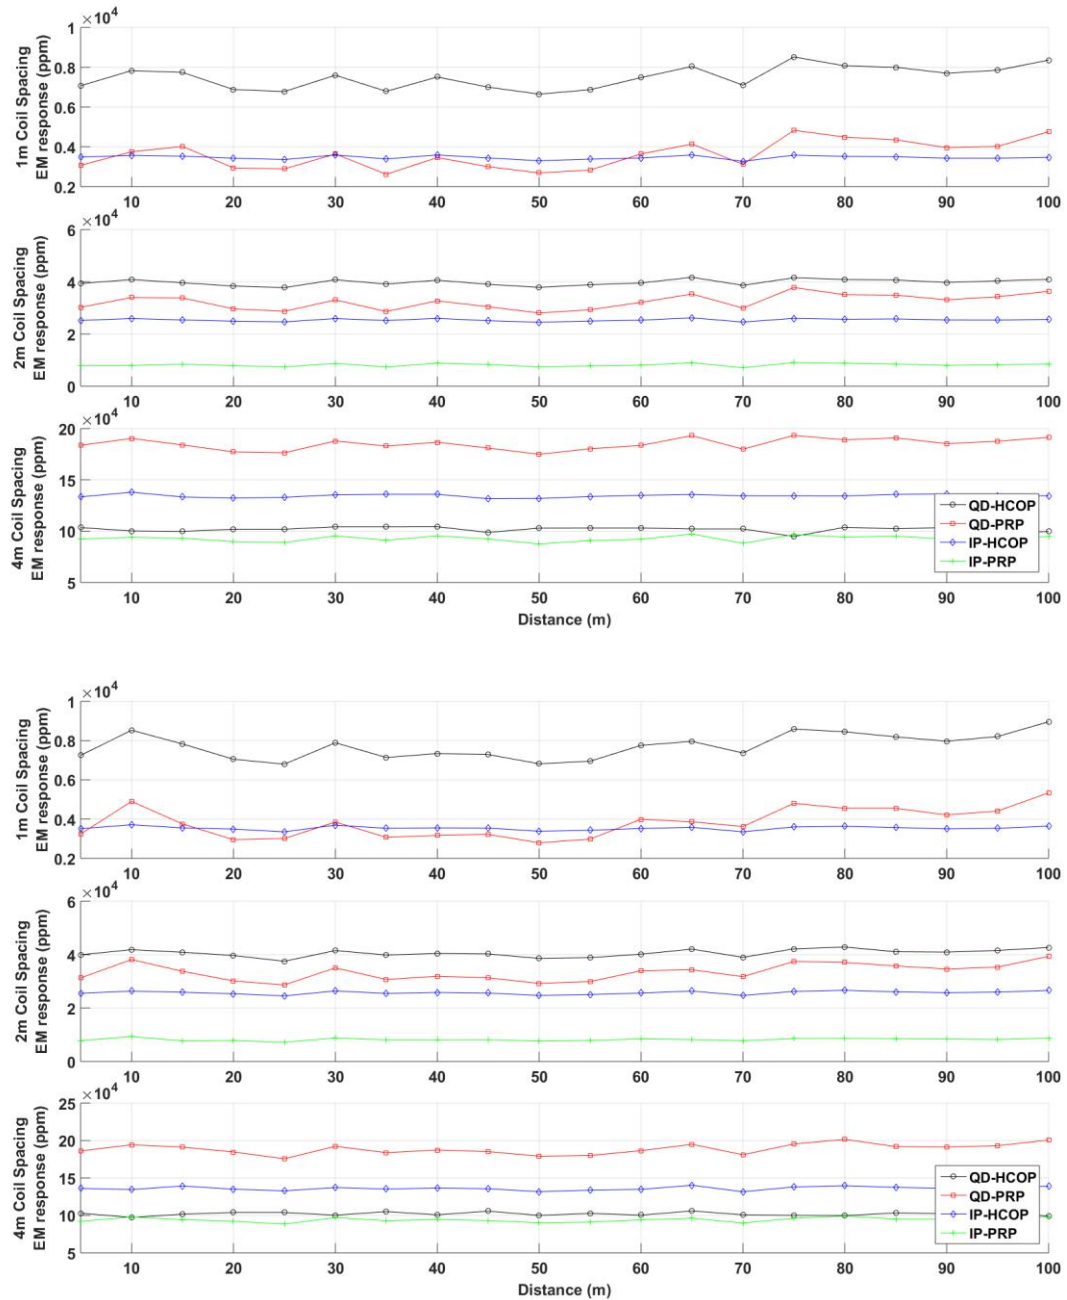 ×10⁴
1
0.8
0.6
0.4
0.2
1m Coil Spacing
EM response (ppm)
10 20 30 40 50 60 70 80 90 100
×10⁴
6
4
2
0
2m Coil Spacing
EM response (ppm)
10 20 30 40 50 60 70 80 90 100
×10⁴
20
15
10
5
4m Coil Spacing
EM response (ppm)
QD-HCOP
QD-PRP
IP-HCOP
IP-PRP
10 20 30 40 50 60 70 80 90 100
Distance (m)
×10⁴
1
0.8
0.6
0.4
0.2
1m Coil Spacing
EM response (ppm)
10 20 30 40 50 60 70 80 90 100
×10⁴
6
4
2
0
2m Coil Spacing
EM response (ppm)
10 20 30 40 50 60 70 80 90 100
×10⁴
25
20
15
10
5
4m Coil Spacing
EM response (ppm)
QD-HCOP
QD-PRP
IP-HCOP
IP-PRP
10 20 30 40 50 60 70 80 90 100
Distance (m)